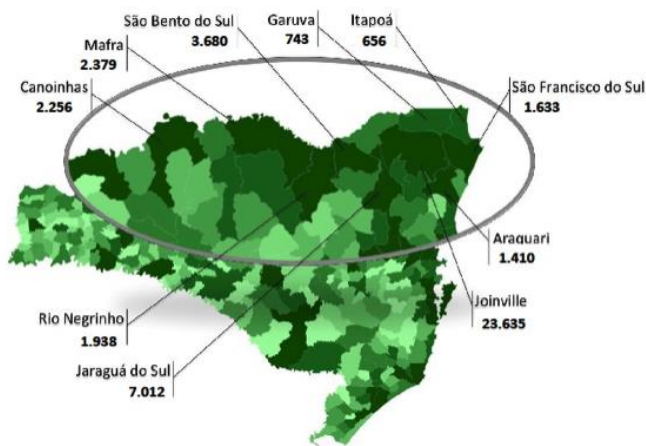 São Bento do Sul
3.680
Garuva
743
Itapoá
656
Mafra
2.379
Canoinhas
2.256
São Francisco do Sul
1.633
Araquari
1.410
Joinville
23.635
Rio Negrinho
1.938
Jaraguá do Sul
7.012